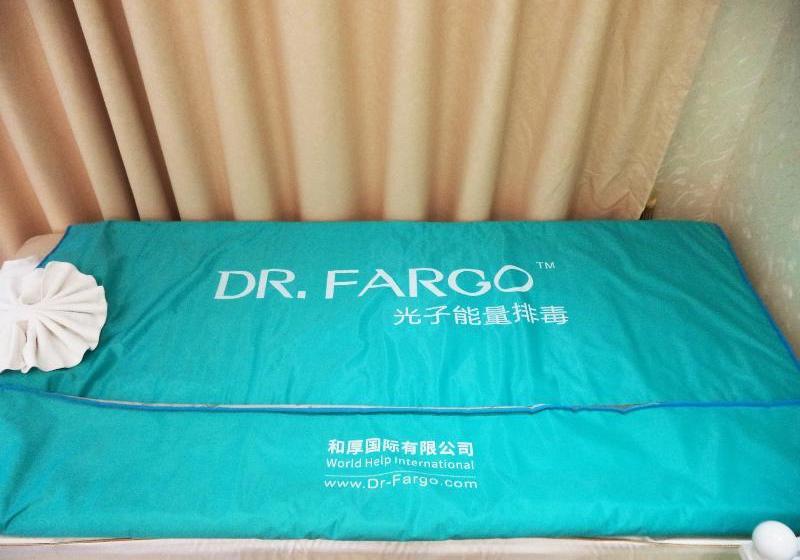 DR. FARGO™
光子能量排毒
和厚国际有限公司
World Help International
www.Dr-Fargo.com